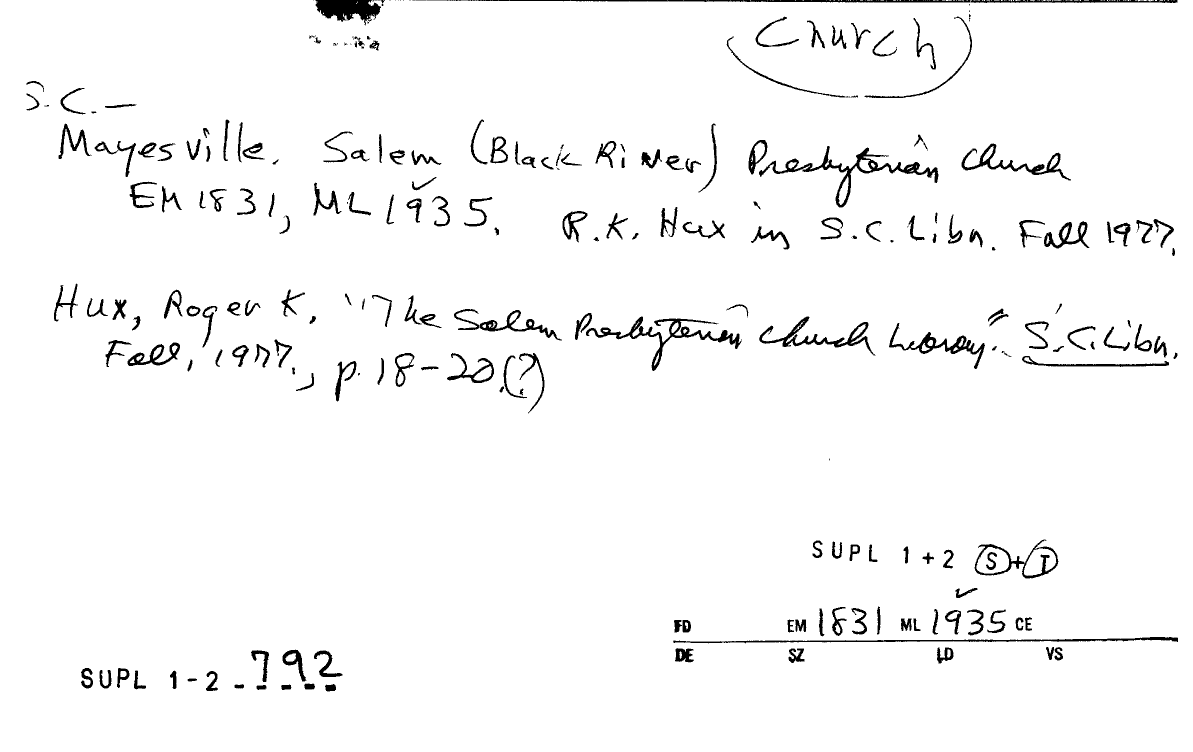 Church
S.C. —
Mayesville. Salem (Black River) Presbyterian Church
EM 1831, ML 1935. R.K. Hux in S.C. Libn. Fall 1977.
Hux, Roger K, "The Salem Presbyterian Church Library". S.C. Libn.
Fall, 1977., p. 18-20.(?)
SUPL 1 + 2 S + T
FD EM 1831 ML 1935 CE
DE SZ LD VS
SUPL 1-2 792